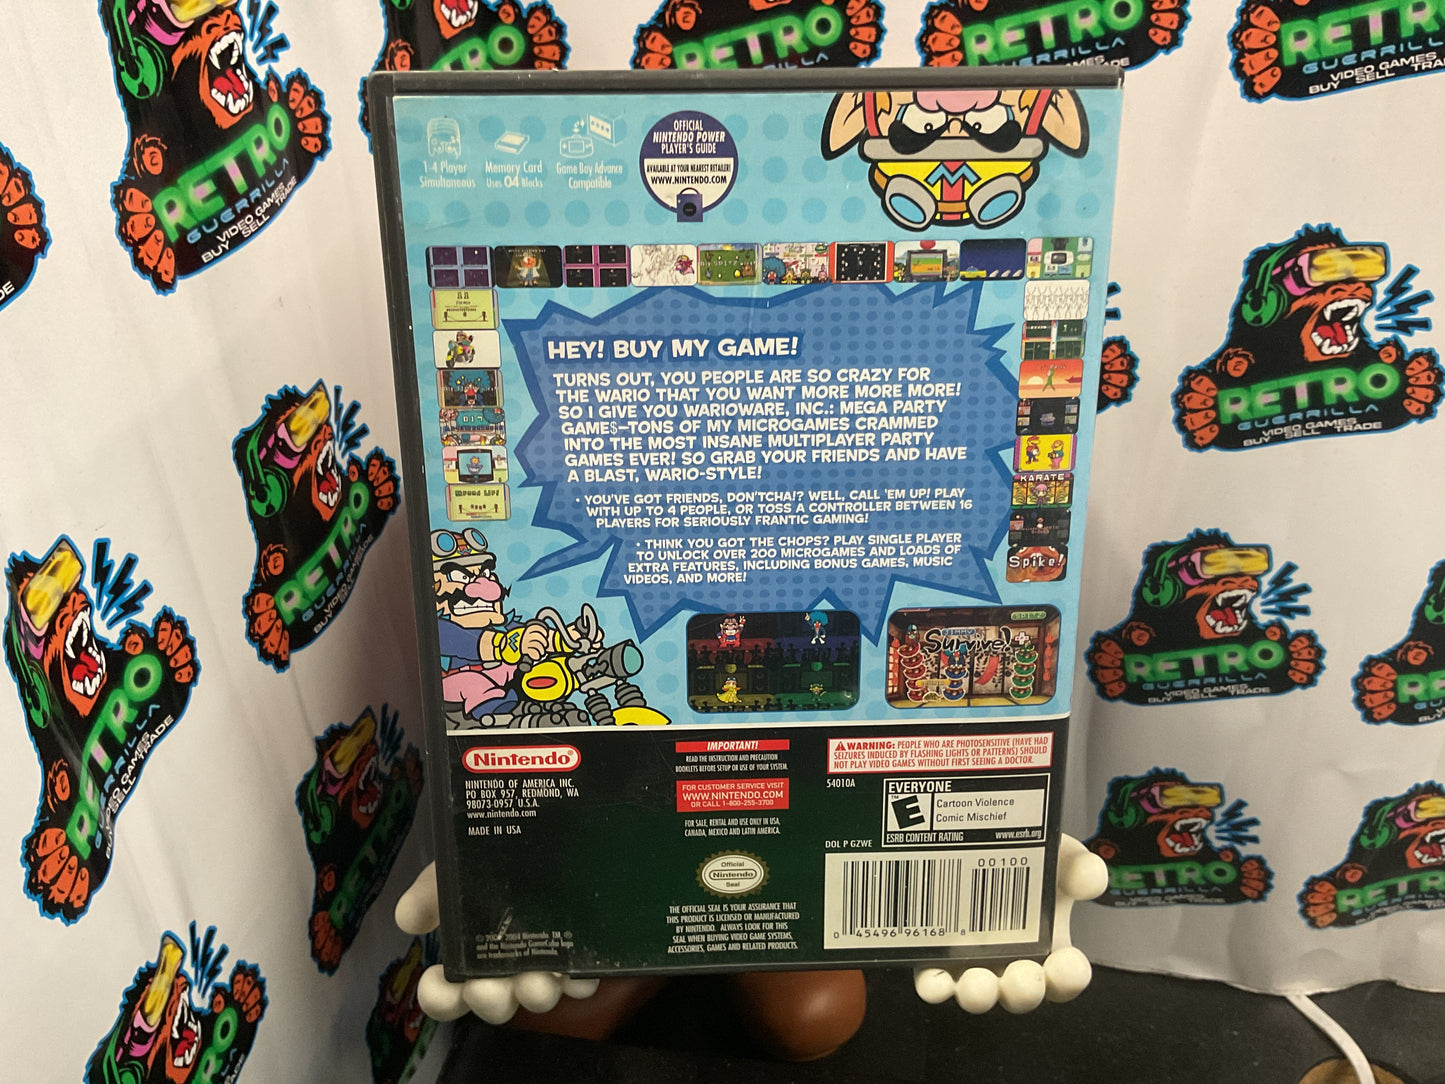 1-4 Player
Simultaneous
Memory Card
Uses 04 Blocks
Game Boy Advance
Compatible
OFFICIAL
NINTENDO POWER
PLAYER'S GUIDE
AVAILABLE AT YOUR NEAREST RETAILER!
WWW.NINTENDO.COM
HEY! BUY MY GAME!
TURNS OUT, YOU PEOPLE ARE SO CRAZY FOR
THE WARIO THAT YOU WANT MORE MORE MORE!
SO I GIVE YOU WARIOWARE, INC.: MEGA PARTY
GAME$—TONS OF MY MICROGAMES CRAMMED
INTO THE MOST INSANE MULTIPLAYER PARTY
GAMES EVER! SO GRAB YOUR FRIENDS AND HAVE
A BLAST, WARIO-STYLE!
• YOU'VE GOT FRIENDS, DON'TCHA!? WELL, CALL 'EM UP! PLAY
WITH UP TO 4 PEOPLE, OR TOSS A CONTROLLER BETWEEN 16
PLAYERS FOR SERIOUSLY FRANTIC GAMING!
• THINK YOU GOT THE CHOPS? PLAY SINGLE PLAYER
TO UNLOCK OVER 200 MICROGAMES AND LOADS OF
EXTRA FEATURES, INCLUDING BONUS GAMES, MUSIC
VIDEOS, AND MORE!
KARATE
Spike!
Survive!
Nintendo®
NINTENDO OF AMERICA INC.
PO BOX 957, REDMOND, WA
98073-0957 U.S.A.
www.nintendo.com
MADE IN USA
IMPORTANT!
READ THE INSTRUCTION AND PRECAUTION
BOOKLETS BEFORE SETUP OR USE OF YOUR SYSTEM.
FOR CUSTOMER SERVICE VISIT
WWW.NINTENDO.COM
OR CALL 1-800-255-3700
FOR SALE, RENTAL AND USE ONLY IN USA,
CANADA, MEXICO AND LATIN AMERICA.
Official
Nintendo
Seal
THE OFFICIAL SEAL IS YOUR ASSURANCE THAT
THIS PRODUCT IS LICENSED OR MANUFACTURED
BY NINTENDO. ALWAYS LOOK FOR THIS
SEAL WHEN BUYING VIDEO GAME SYSTEMS,
ACCESSORIES, GAMES AND RELATED PRODUCTS.
2004 Nintendo. TM, ®
and the Nintendo GameCube logo
are trademarks of Nintendo.
WARNING: PEOPLE WHO ARE PHOTOSENSITIVE (HAVE HAD
SEIZURES INDUCED BY FLASHING LIGHTS OR PATTERNS) SHOULD
NOT PLAY VIDEO GAMES WITHOUT FIRST SEEING A DOCTOR.
54010A
EVERYONE
E
Cartoon Violence
Comic Mischief
ESRB CONTENT RATING www.esrb.org
DOL P GZWE
00100
0 45496 96168 8
RETRO
GUERRILLA
VIDEO GAMES
BUY SELL TRADE